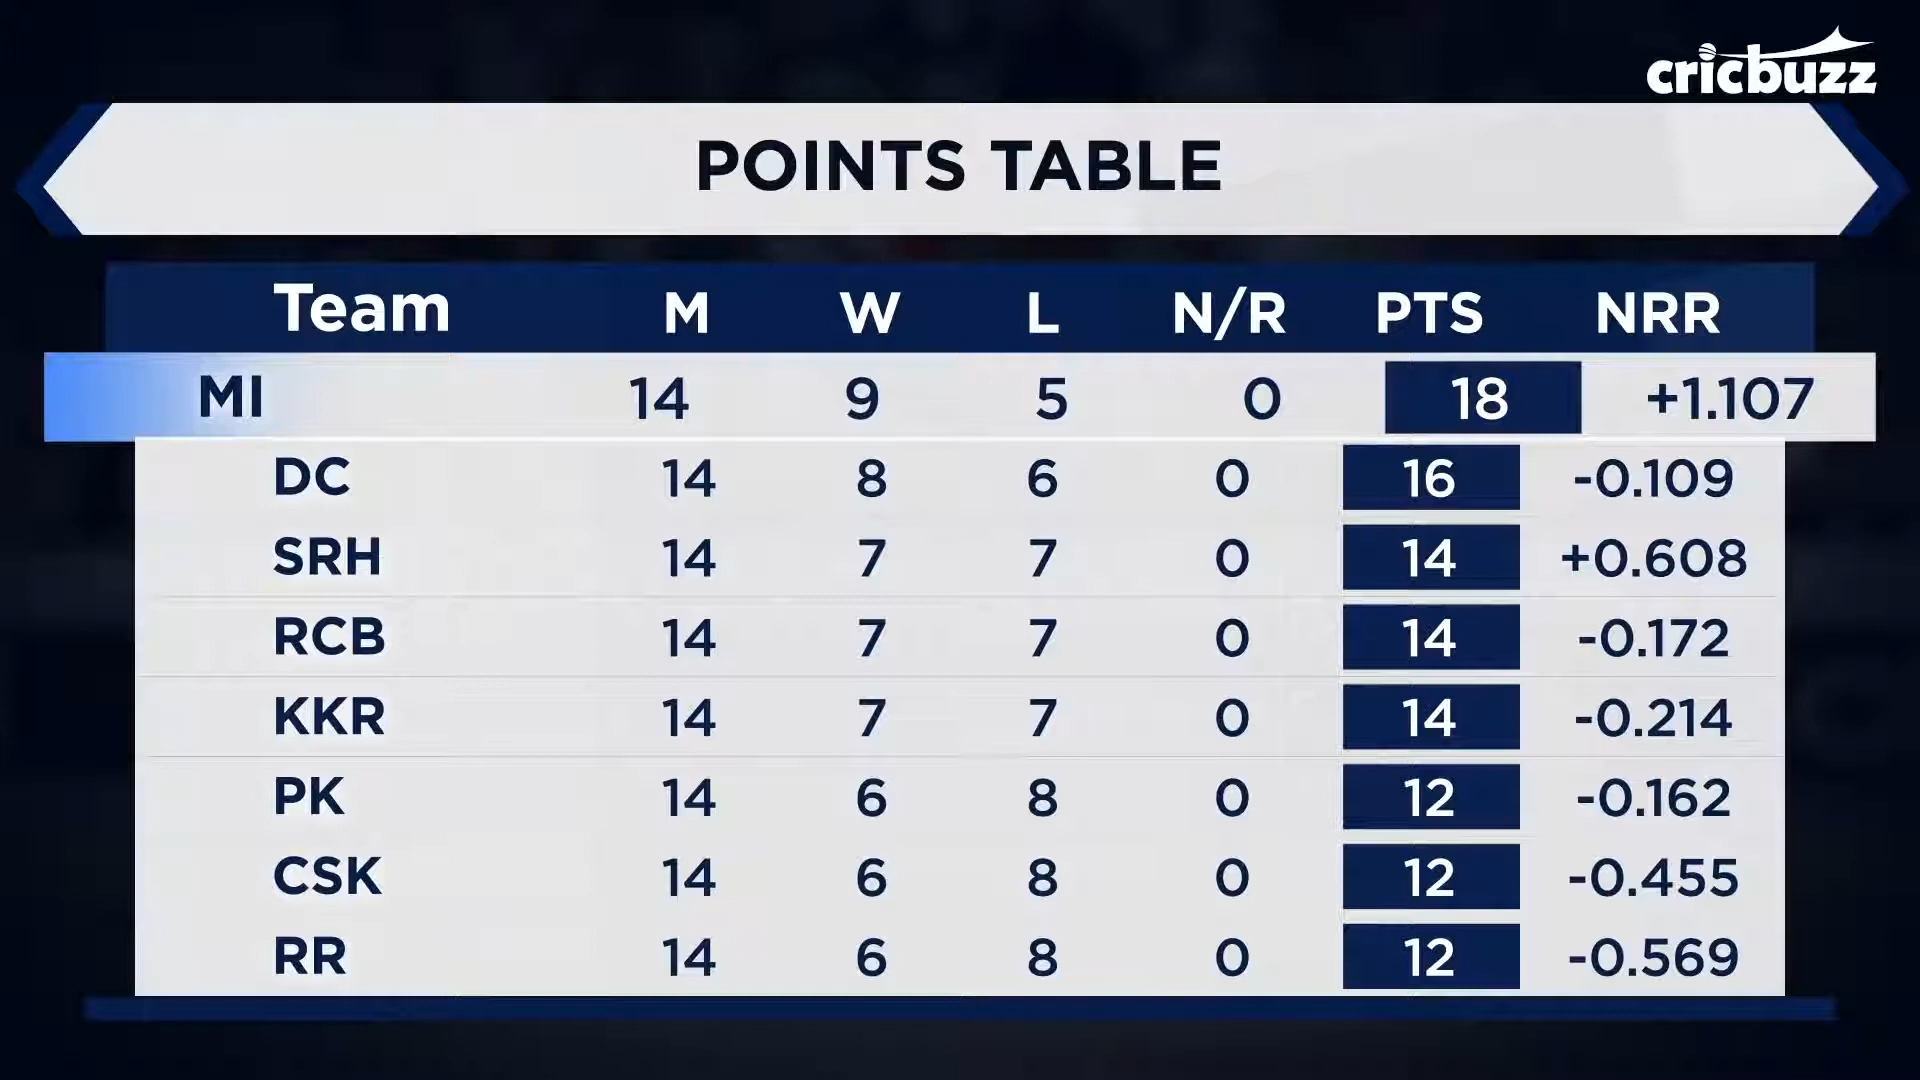 cricbuzz
POINTS TABLE
Team M W L N/R PTS NRR
MI 14 9 5 0 18 +1.107
DC 14 8 6 0 16 -0.109
SRH 14 7 7 0 14 +0.608
RCB 14 7 7 0 14 -0.172
KKR 14 7 7 0 14 -0.214
PK 14 6 8 0 12 -0.162
CSK 14 6 8 0 12 -0.455
RR 14 6 8 0 12 -0.569